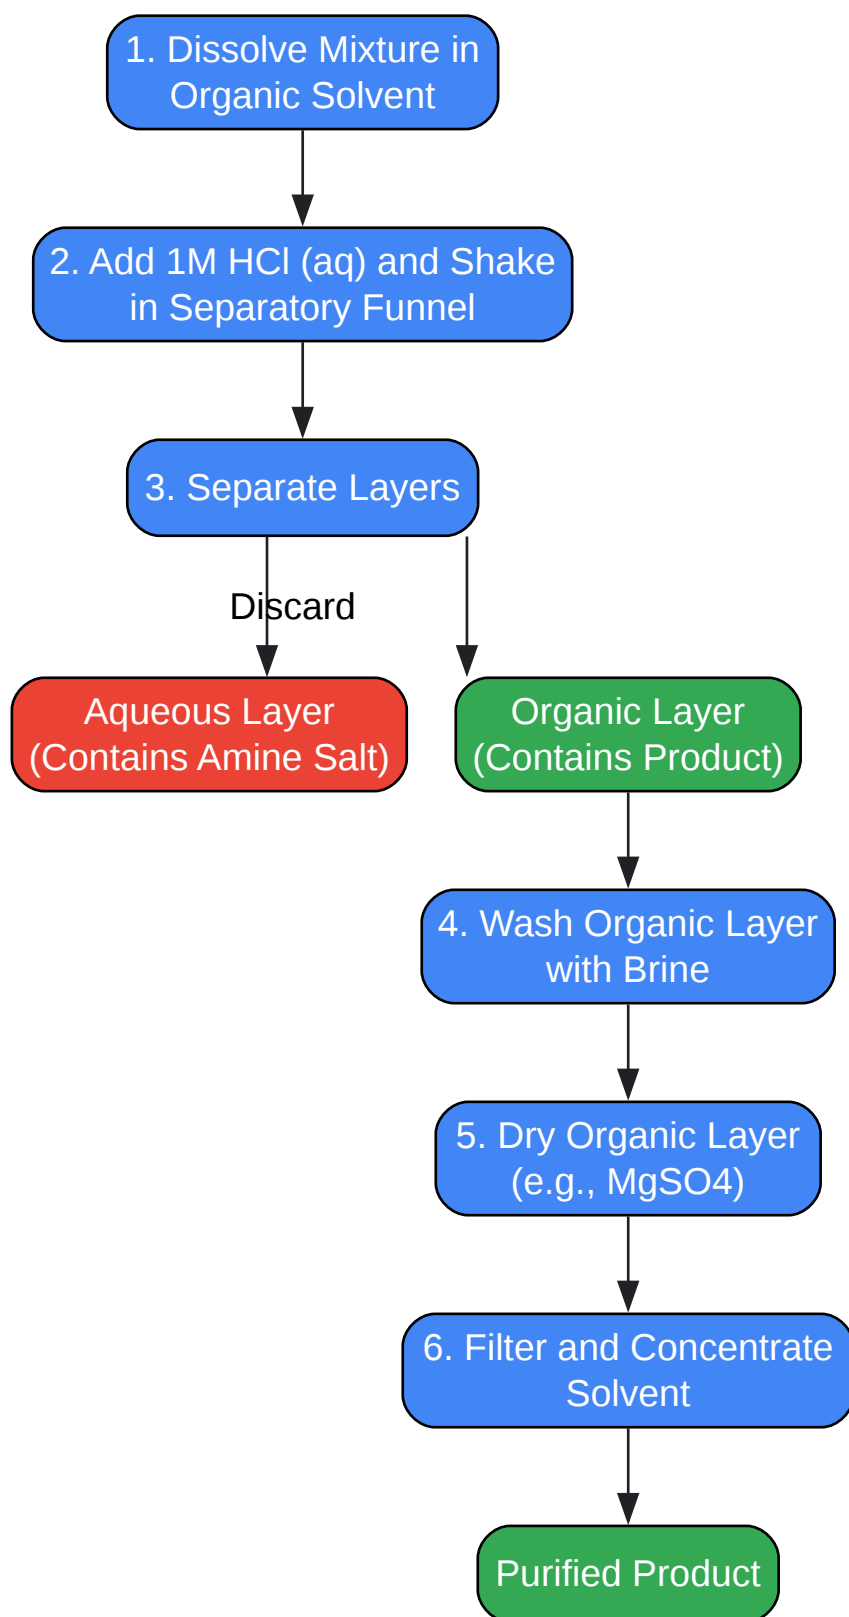 1. Dissolve Mixture in
Organic Solvent
2. Add 1M HCl (aq) and Shake
in Separatory Funnel
3. Separate Layers
Discard
Aqueous Layer
(Contains Amine Salt)
Organic Layer
(Contains Product)
4. Wash Organic Layer
with Brine
5. Dry Organic Layer
(e.g., MgSO4)
6. Filter and Concentrate
Solvent
Purified Product